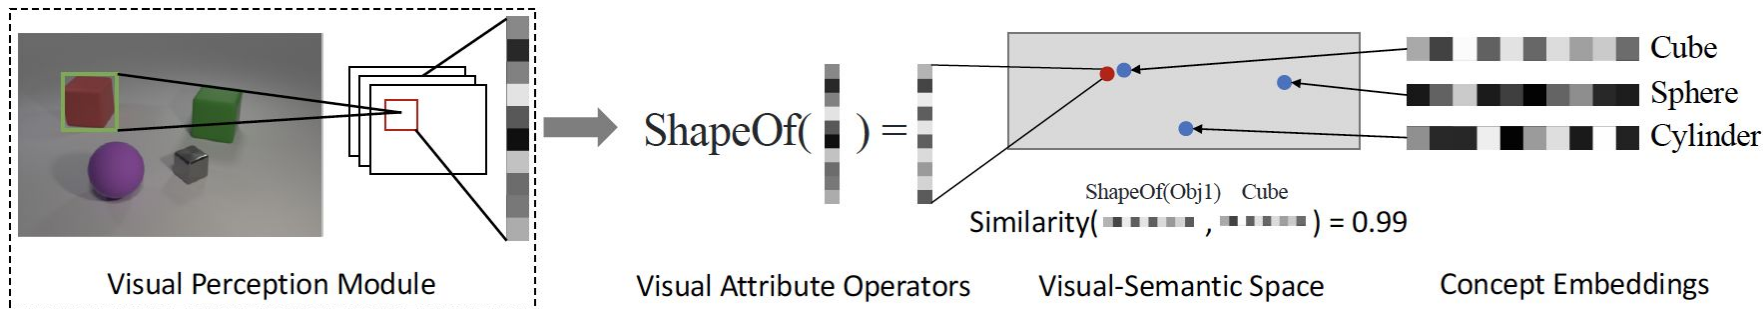 Cube
Sphere
Cylinder
ShapeOf( ) =
ShapeOf(Obj1) Cube
Similarity( , ) = 0.99
Visual Perception Module
Visual Attribute Operators
Visual-Semantic Space
Concept Embeddings